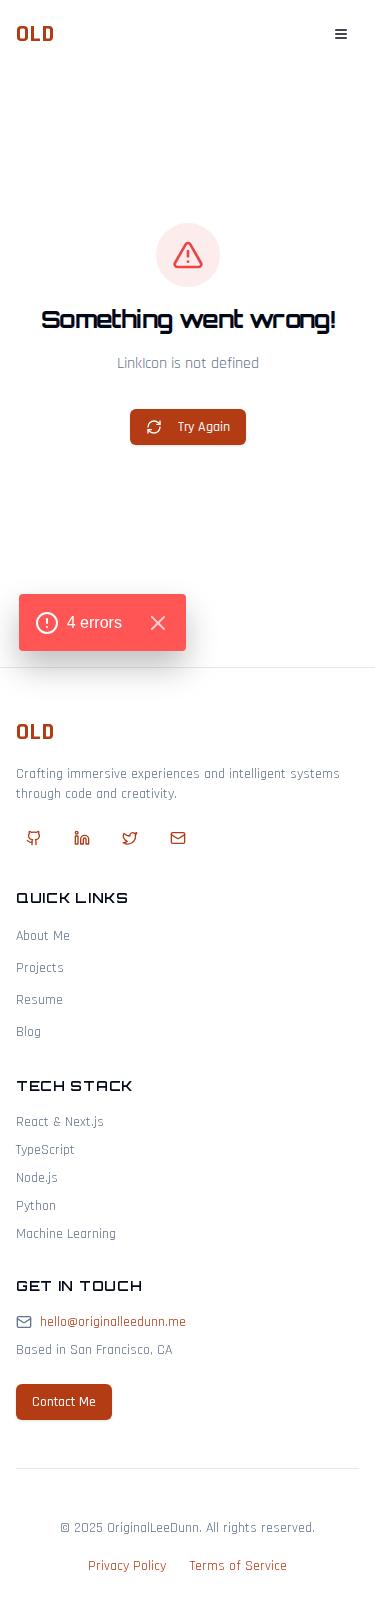 OLD
Something went wrong!
LinkIcon is not defined
Try Again
4 errors
OLD
Crafting immersive experiences and intelligent systems
through code and creativity.
QUICK LINKS
About Me
Projects
Resume
Blog
TECH STACK
React & Next.js
TypeScript
Node.js
Python
Machine Learning
GET IN TOUCH
hello@originalleedunn.me
Based in San Francisco, CA
Contact Me
© 2025 OriginalLeeDunn. All rights reserved.
Privacy Policy Terms of Service